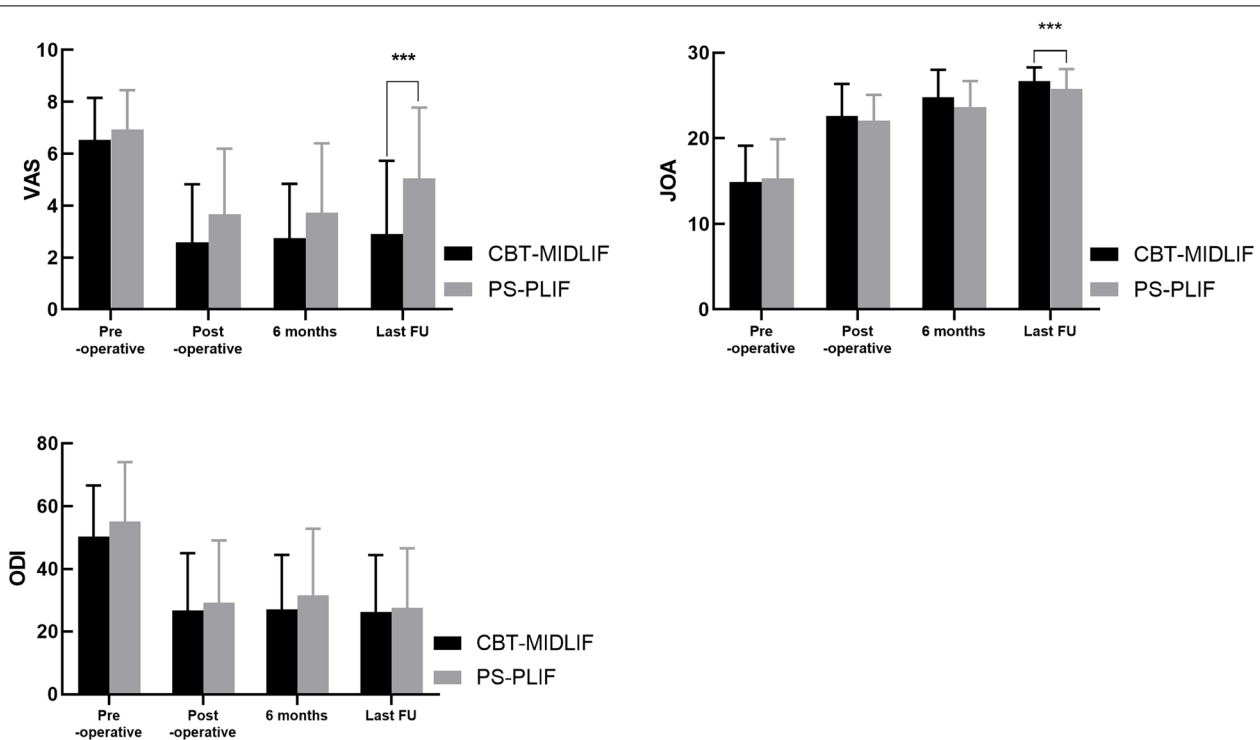 VAS
10
8
6
4
2
0
***
Pre
-operative
Post
-operative
6 months
Last FU
CBT-MIDLIF
PS-PLIF
JOA
30
20
10
0
***
Pre
-operative
Post
-operative
6 months
Last FU
CBT-MIDLIF
PS-PLIF
ODI
80
60
40
20
0
Pre
-operative
Post
-operative
6 months
Last FU
CBT-MIDLIF
PS-PLIF